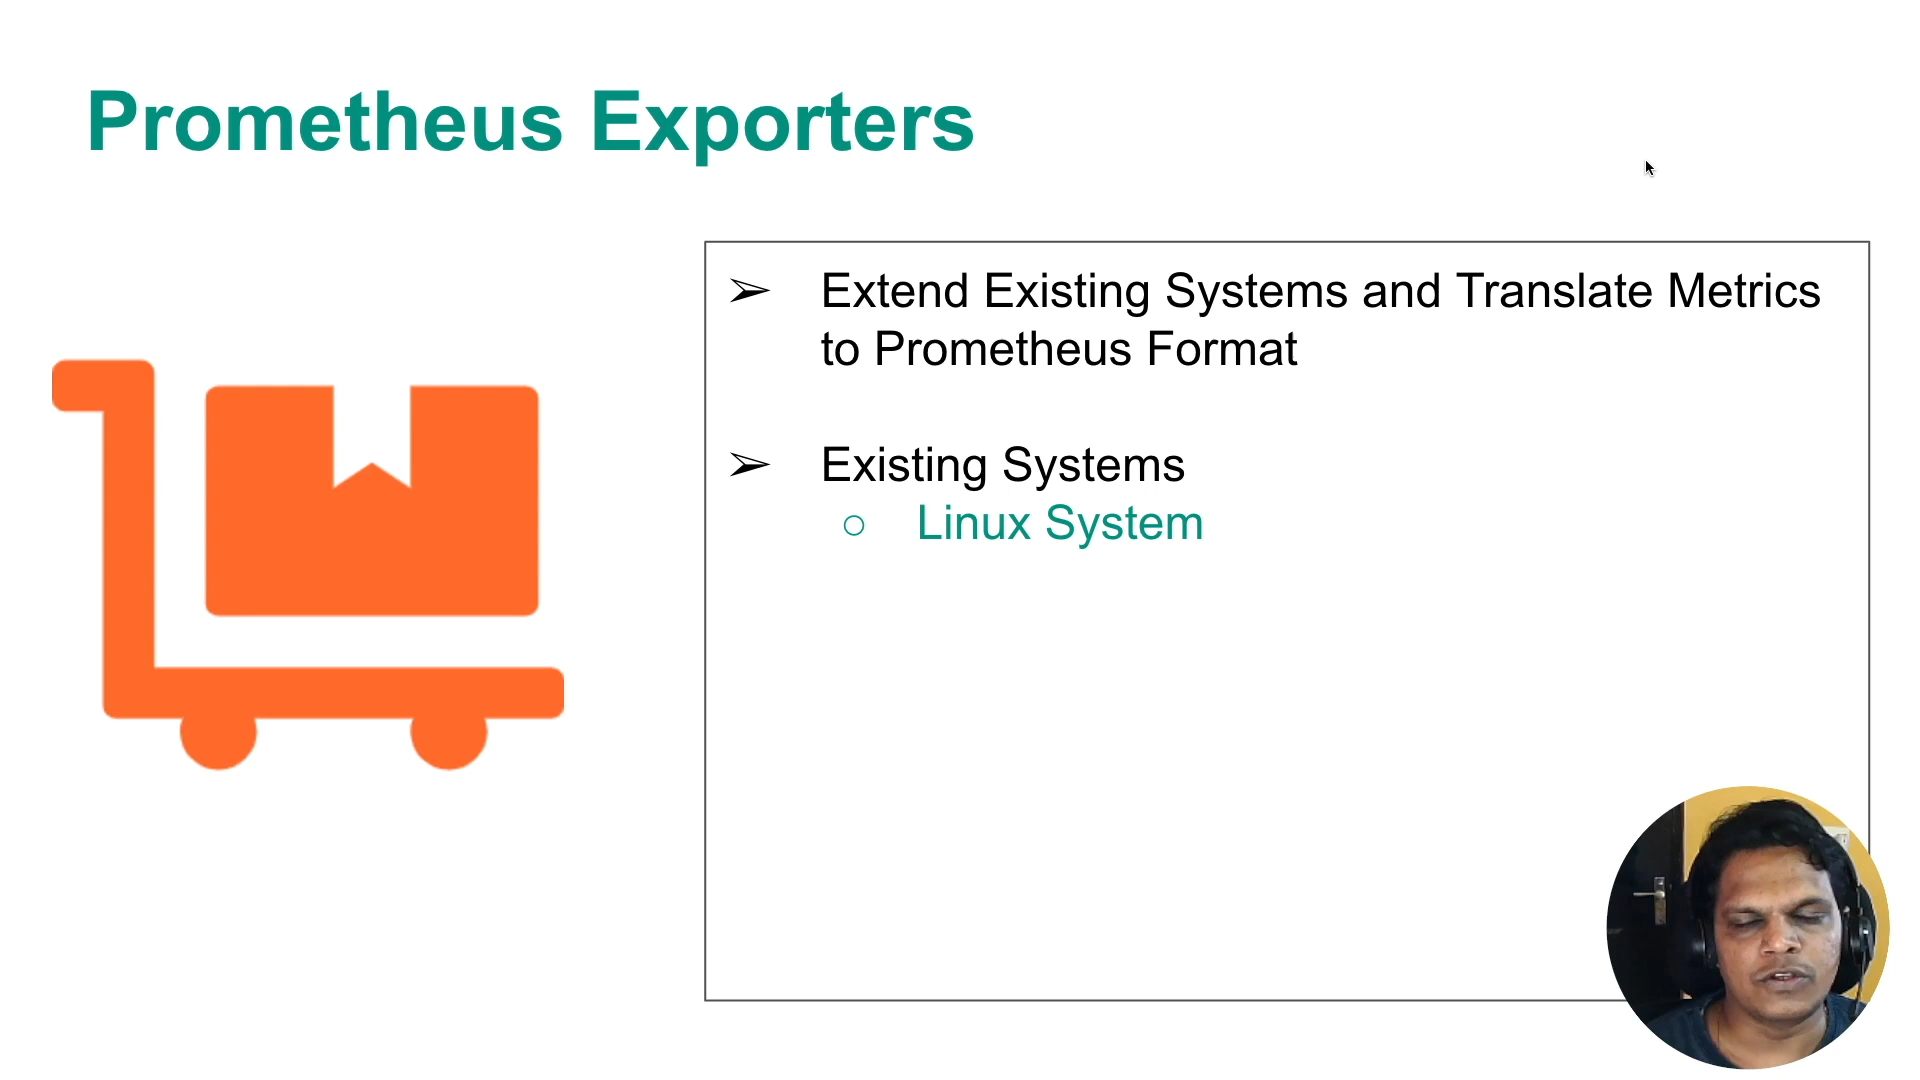 Prometheus Exporters
➢ Extend Existing Systems and Translate Metrics
to Prometheus Format
➢ Existing Systems
○ Linux System